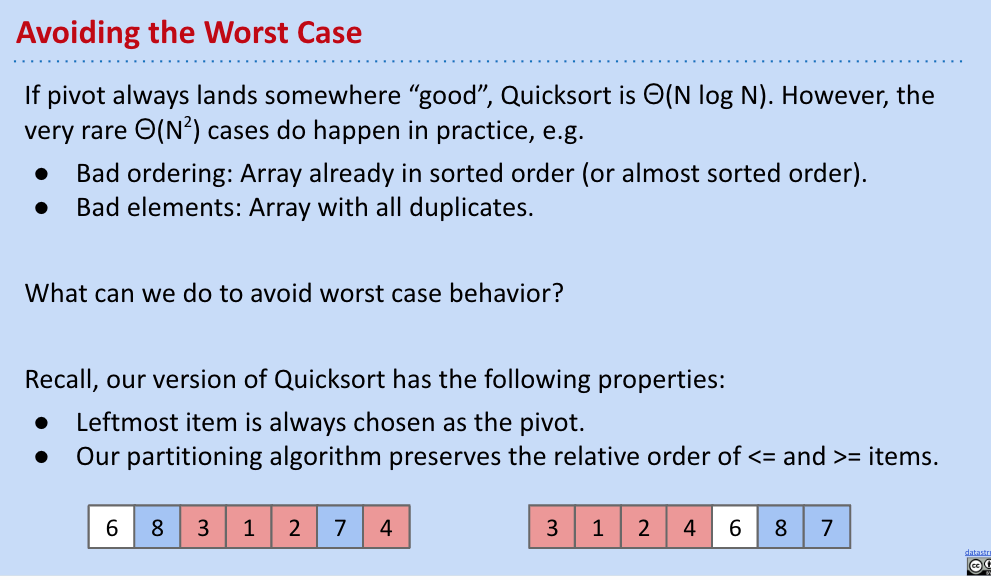 Avoiding the Worst Case
If pivot always lands somewhere “good”, Quicksort is Θ(N log N). However, the
very rare Θ(N²) cases do happen in practice, e.g.
● Bad ordering: Array already in sorted order (or almost sorted order).
● Bad elements: Array with all duplicates.
What can we do to avoid worst case behavior?
Recall, our version of Quicksort has the following properties:
● Leftmost item is always chosen as the pivot.
● Our partitioning algorithm preserves the relative order of <= and >= items.
6 8 3 1 2 7 4 3 1 2 4 6 8 7
datastr